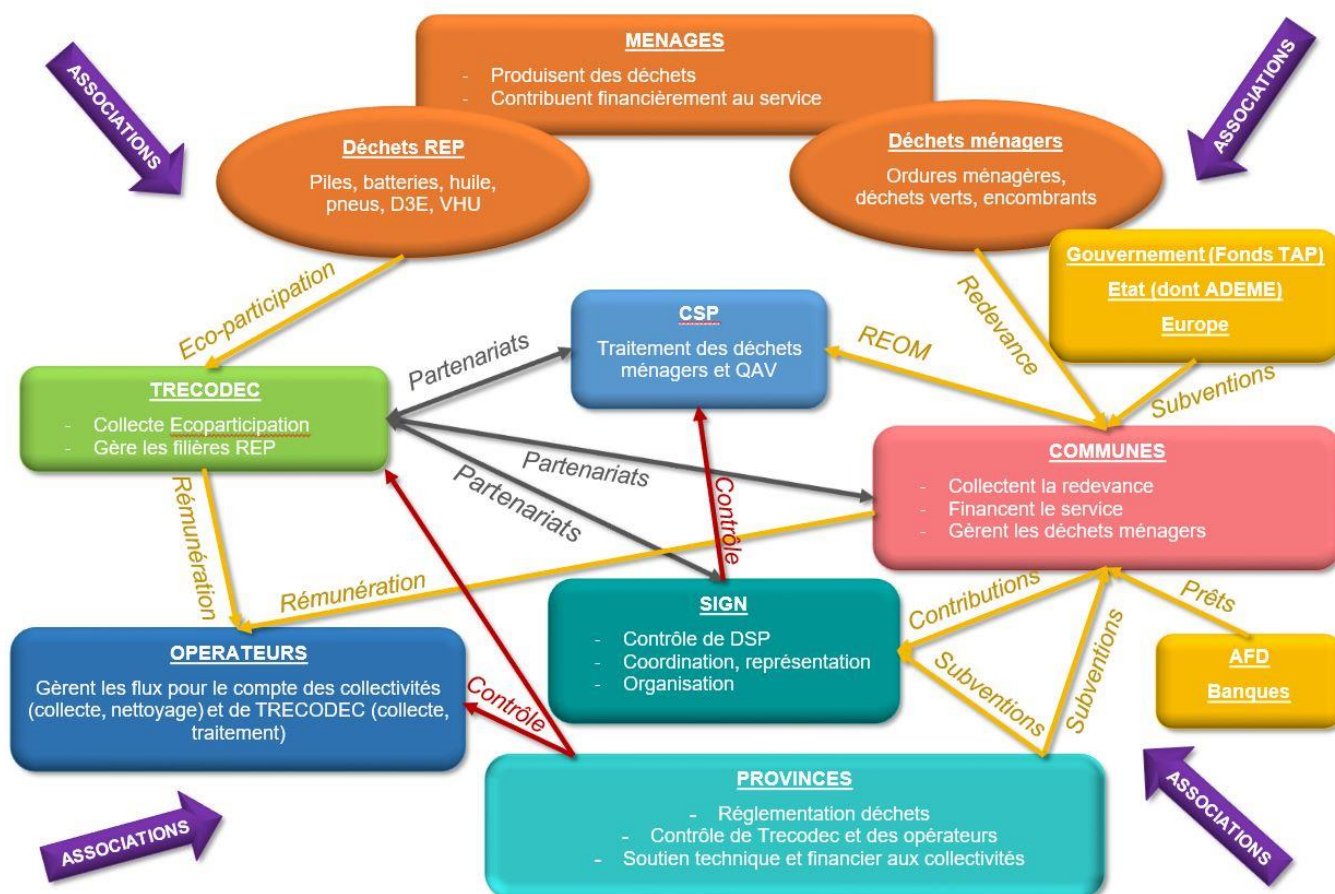 MENAGES
- Produisent des déchets
- Contribuent financièrement au service
ASSOCIATIONS
ASSOCIATIONS
Déchets REP
Piles, batteries, huile,
pneus, D3E, VHU
Déchets ménagers
Ordures ménagères,
déchets verts, encombrants
Gouvernement (Fonds TAP)
Etat (dont ADEME)
Europe
Eco-participation
Redevance
Subventions
CSP
Traitement des déchets
ménagers et QAV
REOM
Partenariats
TRECODEC
- Collecte Ecoparticipation
- Gère les filières REP
Partenariats
Partenariats
Contrôle
COMMUNES
- Collectent la redevance
- Financent le service
- Gèrent les déchets ménagers
Rémunération
Rémunération
SIGN
- Contrôle de DSP
- Coordination, représentation
- Organisation
Contributions
Subventions
Subventions
Prêts
AFD
Banques
OPERATEURS
Gèrent les flux pour le compte des collectivités
(collecte, nettoyage) et de TRECODEC (collecte,
traitement)
Contrôle
PROVINCES
- Réglementation déchets
- Contrôle de Trecodec et des opérateurs
- Soutien technique et financier aux collectivités
ASSOCIATIONS
ASSOCIATIONS